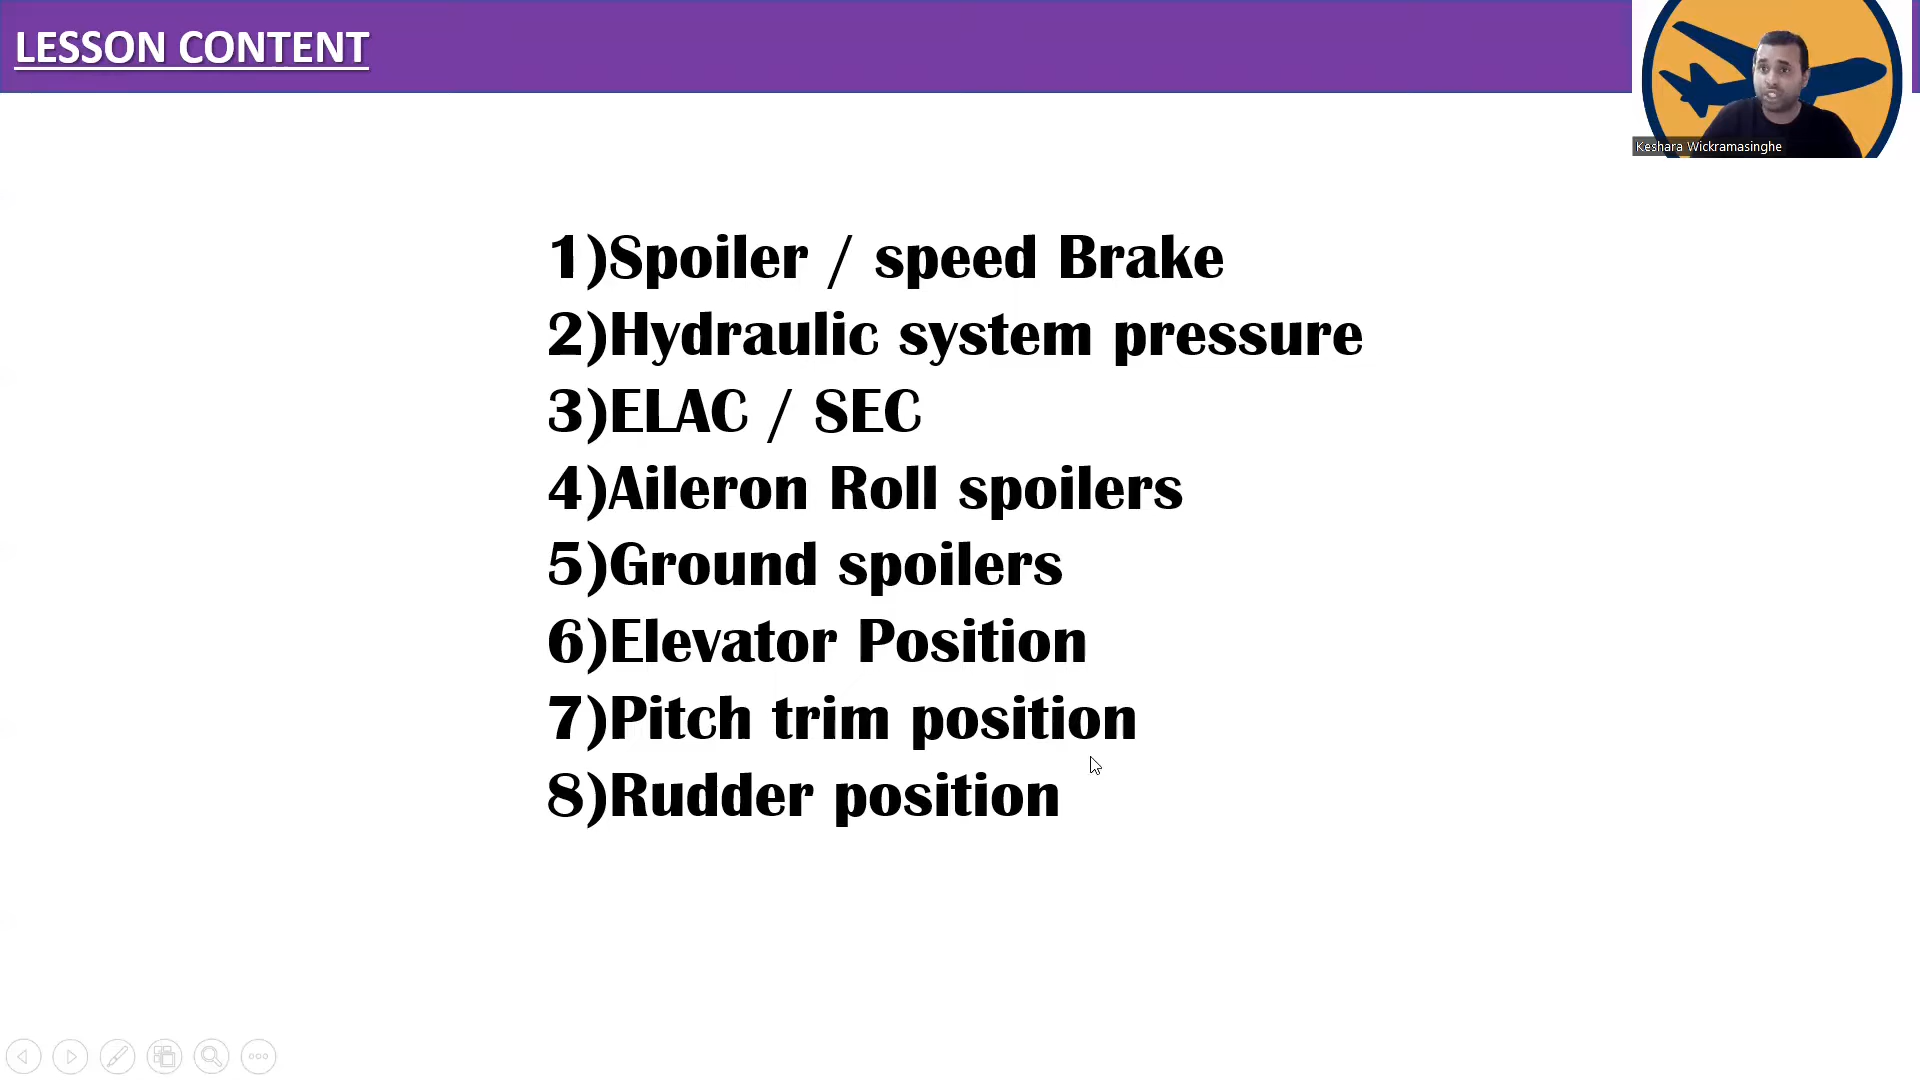 LESSON CONTENT
Keshara Wickramasinghe
1)Spoiler / speed Brake
2)Hydraulic system pressure
3)ELAC / SEC
4)Aileron Roll spoilers
5)Ground spoilers
6)Elevator Position
7)Pitch trim position
8)Rudder position